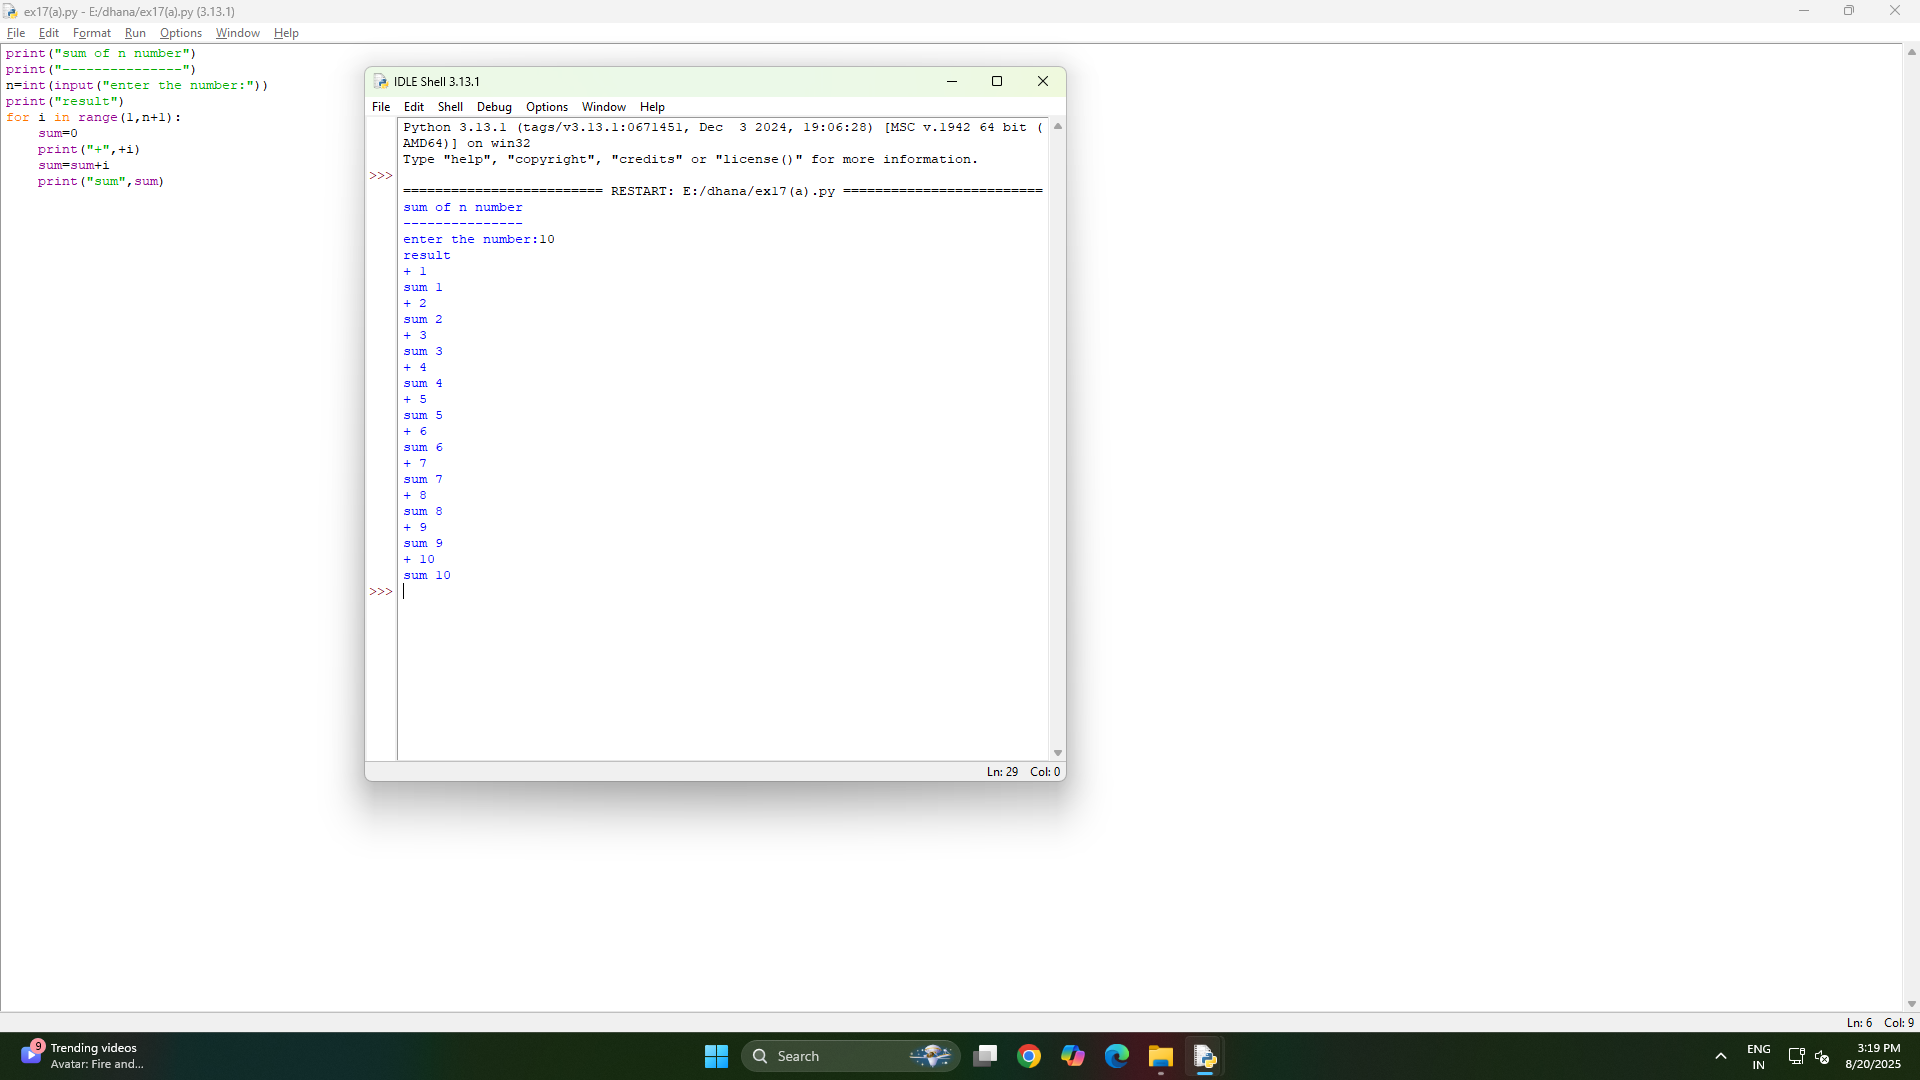 ex17(a).py - E:/dhana/ex17(a).py (3.13.1)
File Edit Format Run Options Window Help
print("sum of n number")
print("---------------")
n=int(input("enter the number:"))
print("result")
for i in range(1,n+1):
    sum=0
    print("+",+i)
    sum=sum+i
    print("sum",sum)
IDLE Shell 3.13.1
File Edit Shell Debug Options Window Help
Python 3.13.1 (tags/v3.13.1:0671451, Dec  3 2024, 19:06:28) [MSC v.1942 64 bit (
AMD64)] on win32
Type "help", "copyright", "credits" or "license()" for more information.
>>>
========================= RESTART: E:/dhana/ex17(a).py =========================
sum of n number
---------------
enter the number:10
result
+ 1
sum 1
+ 2
sum 2
+ 3
sum 3
+ 4
sum 4
+ 5
sum 5
+ 6
sum 6
+ 7
sum 7
+ 8
sum 8
+ 9
sum 9
+ 10
sum 10
>>>
Ln: 29 Col: 0
Ln: 6 Col: 9
9
Trending videos
Avatar: Fire and...
Search
ENG
IN
3:19 PM
8/20/2025